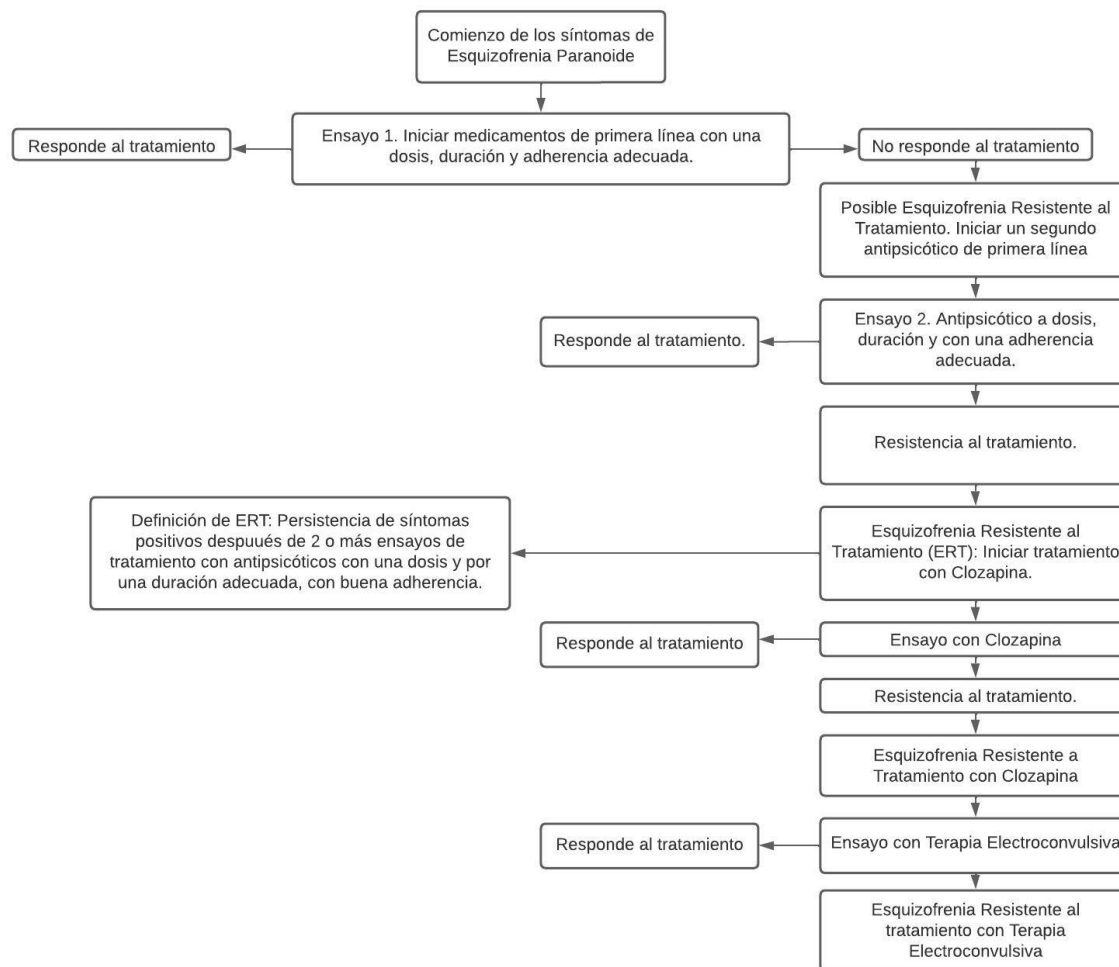 Comienzo de los síntomas de
Esquizofrenia Paranoide
Responde al tratamiento
Ensayo 1. Iniciar medicamentos de primera línea con una
dosis, duración y adherencia adecuada.
No responde al tratamiento
Posible Esquizofrenia Resistente al
Tratamiento. Iniciar un segundo
antipsicótico de primera línea
Responde al tratamiento.
Ensayo 2. Antipsicótico a dosis,
duración y con una adherencia
adecuada.
Resistencia al tratamiento.
Definición de ERT: Persistencia de síntomas
positivos despuués de 2 o más ensayos de
tratamiento con antipsicóticos con una dosis y por
una duración adecuada, con buena adherencia.
Esquizofrenia Resistente al
Tratamiento (ERT): Iniciar tratamiento
con Clozapina.
Responde al tratamiento
Ensayo con Clozapina
Resistencia al tratamiento.
Esquizofrenia Resistente a
Tratamiento con Clozapina
Responde al tratamiento
Ensayo con Terapia Electroconvulsiva
Esquizofrenia Resistente al
tratamiento con Terapia
Electroconvulsiva